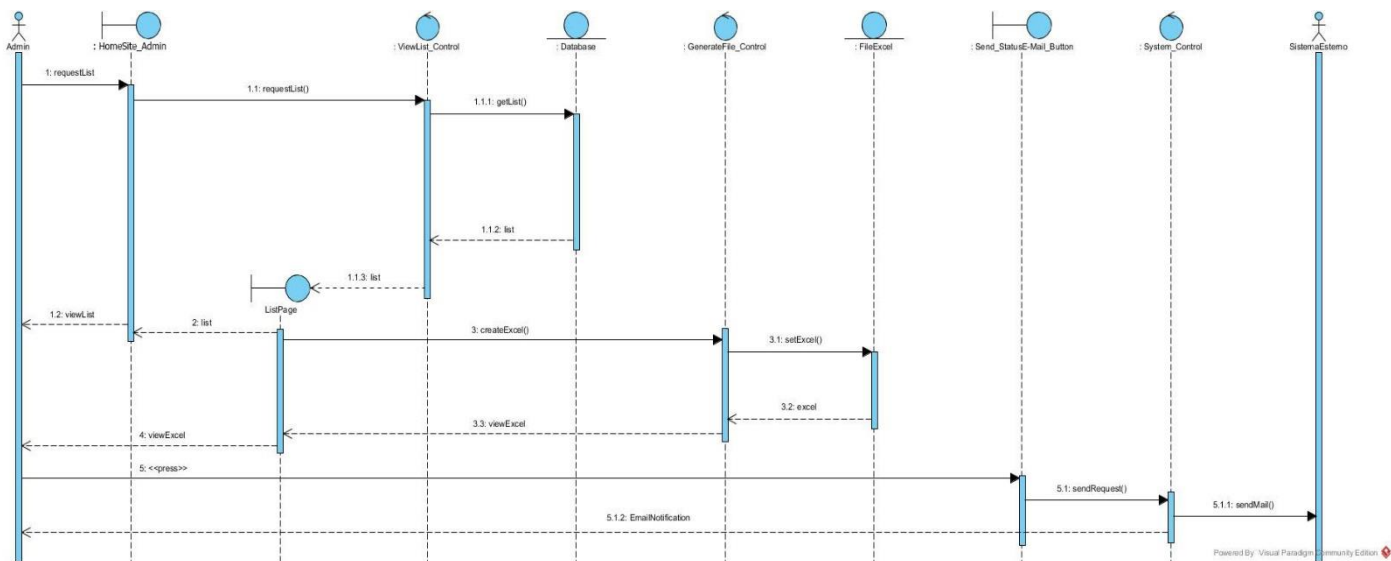 Admin
: HomeSite_Admin
: ViewList_Control
: Database
: GenerateFile_Control
: FileExcel
: Send_StatusE-Mail_Button
: System_Control
SistemaEsterno
1: requestList
1.1: requestList()
1.1.1: getList()
1.1.2: list
1.1.3: list
ListPage
1.2: viewList
2: list
3: createExcel()
3.1: setExcel()
3.2: excel
3.3: viewExcel
4: viewExcel
5: <<press>>
5.1: sendRequest()
5.1.1: sendMail()
5.1.2: EmailNotification
Powered By Visual Paradigm Community Edition